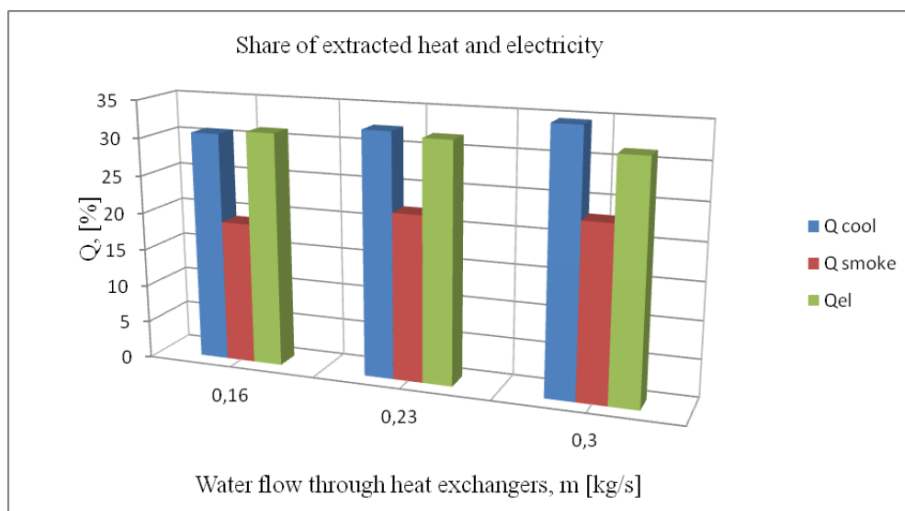 Share of extracted heat and electricity
35
30
25
20
15
10
5
0
Q, [%]
0,16
0,23
0,3
Water flow through heat exchangers, m [kg/s]
Q cool
Q smoke
Qel